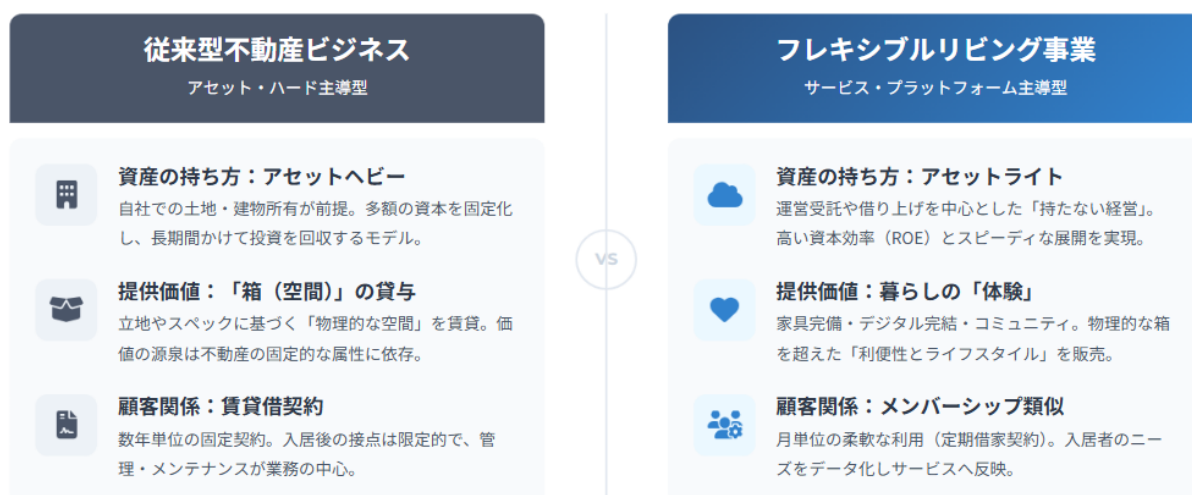 従来型不動産ビジネス
アセット・ハード主導型
資産の持ち方：アセットヘビー
自社での土地・建物所有が前提。多額の資本を固定化
し、長期間かけて投資を回収するモデル。
提供価値：「箱（空間）」の貸与
立地やスペックに基づく「物理的な空間」を賃貸。価
値の源泉は不動産の固定的な属性に依存。
顧客関係：賃貸借契約
数年単位の固定契約。入居後の接点は限定的で、管
理・メンテナンスが業務の中心。
VS
フレキシブルリビング事業
サービス・プラットフォーム主導型
資産の持ち方：アセットライト
運営受託や借り上げを中心とした「持たない経営」。
高い資本効率（ROE）とスピーディな展開を実現。
提供価値：暮らしの「体験」
家具完備・デジタル完結・コミュニティ。物理的な箱
を超えた「利便性とライフスタイル」を販売。
顧客関係：メンバーシップ類似
月単位の柔軟な利用（定期借家契約）。入居者のニー
ズをデータ化しサービスへ反映。